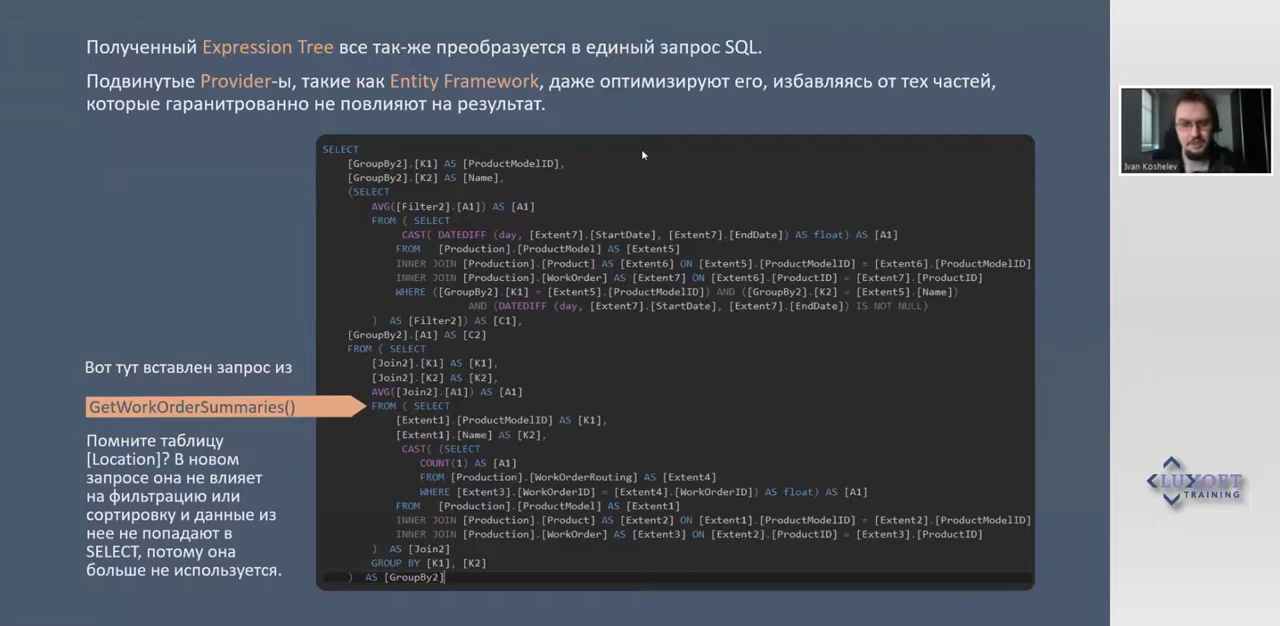 Полученный Expression Tree все так-же преобразуется в единый запрос SQL.
Подвинутые Provider-ы, такие как Entity Framework, даже оптимизируют его, избавляясь от тех частей,
которые гаранитрованно не повлияют на результат.
SELECT
[GroupBy2].[K1] AS [ProductModelID],
[GroupBy2].[K2] AS [Name],
(SELECT
AVG([Filter2].[A1]) AS [A1]
FROM ( SELECT
CAST( DATEDIFF (day, [Extent7].[StartDate], [Extent7].[EndDate]) AS float) AS [A1]
FROM [Production].[ProductModel] AS [Extent5]
INNER JOIN [Production].[Product] AS [Extent6] ON [Extent5].[ProductModelID] = [Extent6].[ProductModelID]
INNER JOIN [Production].[WorkOrder] AS [Extent7] ON [Extent6].[ProductID] = [Extent7].[ProductID]
WHERE ([GroupBy2].[K1] = [Extent5].[ProductModelID]) AND ([GroupBy2].[K2] = [Extent5].[Name])
AND (DATEDIFF (day, [Extent7].[StartDate], [Extent7].[EndDate]) IS NOT NULL)
) AS [Filter2]) AS [C1],
[GroupBy2].[A1] AS [C2]
FROM ( SELECT
[Join2].[K1] AS [K1],
[Join2].[K2] AS [K2],
AVG([Join2].[A1]) AS [A1]
FROM ( SELECT
[Extent1].[ProductModelID] AS [K1],
[Extent1].[Name] AS [K2],
CAST( (SELECT
COUNT(1) AS [A1]
FROM [Production].[WorkOrderRouting] AS [Extent4]
WHERE [Extent3].[WorkOrderID] = [Extent4].[WorkOrderID]) AS float) AS [A1]
FROM [Production].[ProductModel] AS [Extent1]
INNER JOIN [Production].[Product] AS [Extent2] ON [Extent1].[ProductModelID] = [Extent2].[ProductModelID]
INNER JOIN [Production].[WorkOrder] AS [Extent3] ON [Extent2].[ProductID] = [Extent3].[ProductID]
) AS [Join2]
GROUP BY [K1], [K2]
) AS [GroupBy2]
Вот тут вставлен запрос из
GetWorkOrderSummaries()
Помните таблицу
[Location]? В новом
запросе она не влияет
на фильтрацию или
сортировку и данные из
нее не попадают в
SELECT, потому она
больше не используется.
Ivan Koshelev
LUXOFT
TRAINING